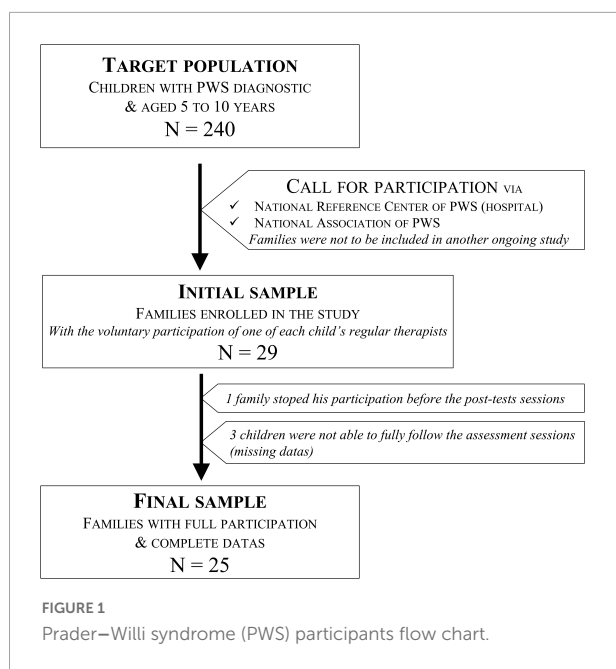 TARGET POPULATION
CHILDREN WITH PWS DIAGNOSTIC
& AGED 5 TO 10 YEARS
N = 240
CALL FOR PARTICIPATION VIA
✓ NATIONAL REFERENCE CENTER OF PWS (HOSPITAL)
✓ NATIONAL ASSOCIATION OF PWS
Families were not to be included in another ongoing study
INITIAL SAMPLE
FAMILIES ENROLLED IN THE STUDY
With the voluntary participation of one of each child's regular therapists
N = 29
1 family stoped his participation before the post-tests sessions
3 children were not able to fully follow the assessment sessions
(missing datas)
FINAL SAMPLE
FAMILIES WITH FULL PARTICIPATION
& COMPLETE DATAS
N = 25
FIGURE 1
Prader–Willi syndrome (PWS) participants flow chart.